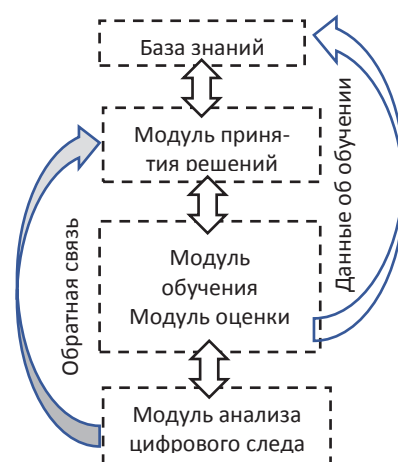 База знаний
Модуль приня-
тия решений
Модуль
обучения
Модуль оценки
Модуль анализа
цифрового следа
Обратная связь
Данные об обучении